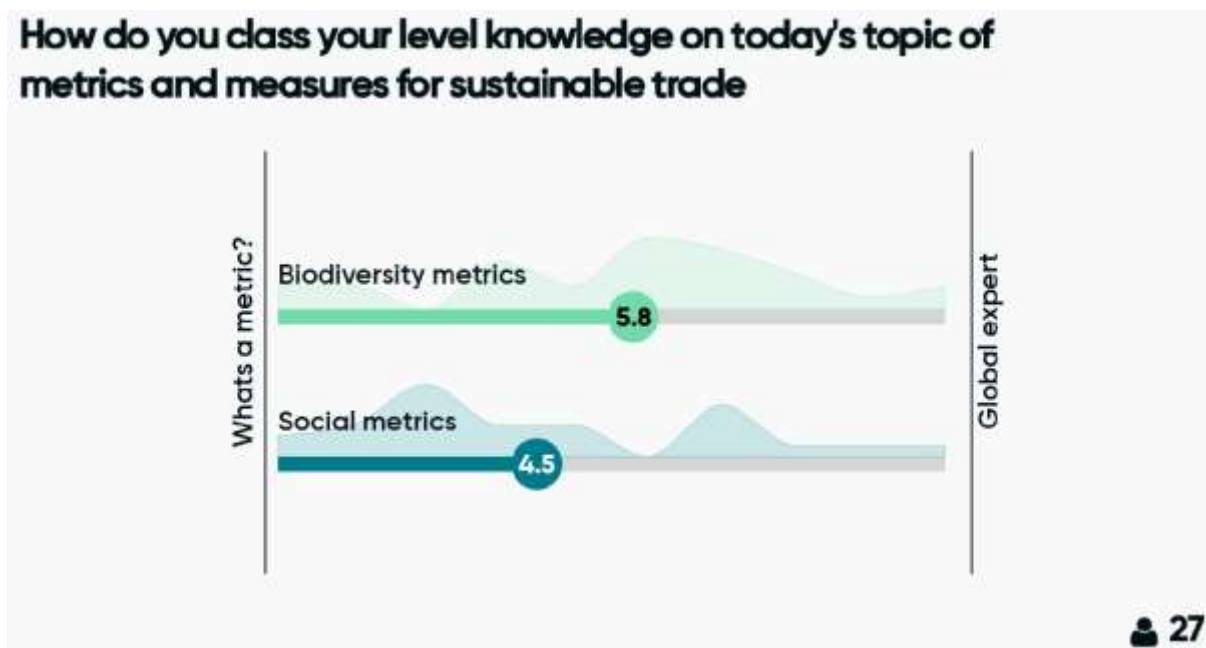 How do you class your level knowledge on today's topic of
metrics and measures for sustainable trade
Whats a metric?
Biodiversity metrics
5.8
Social metrics
4.5
Global expert
27